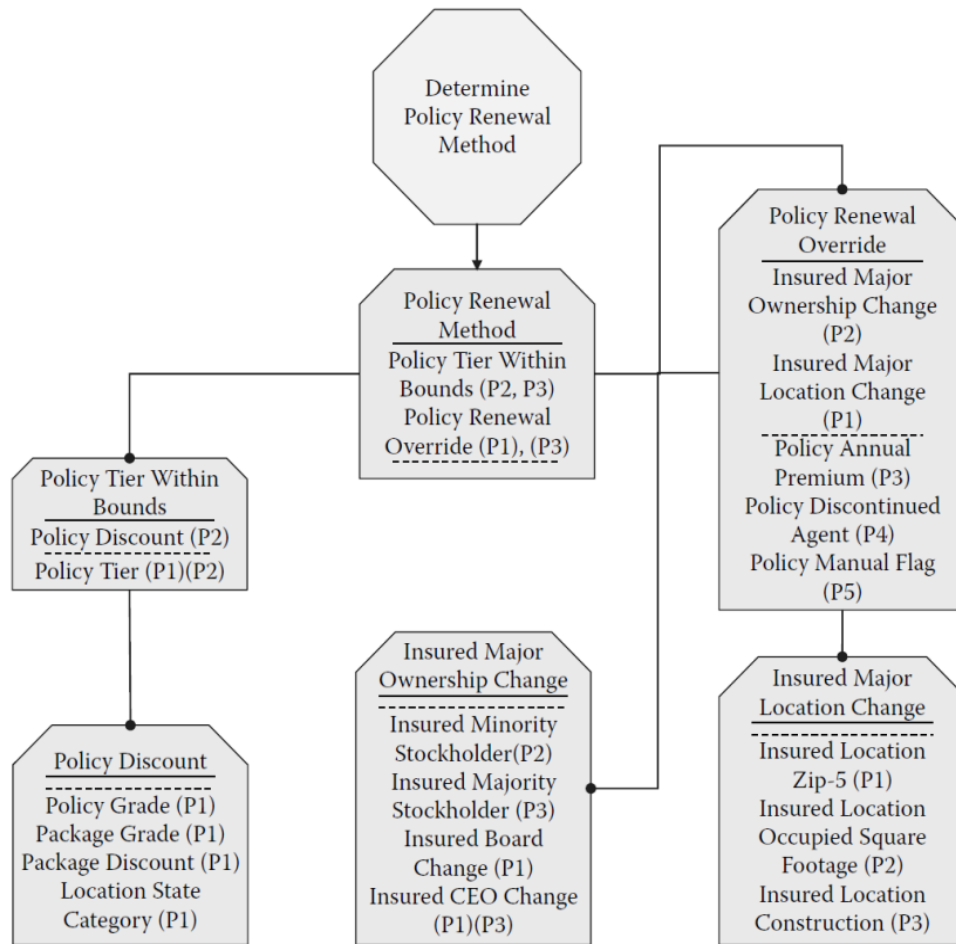 Determine
Policy Renewal
Method
Policy Renewal
Method
Policy Tier Within
Bounds (P2, P3)
Policy Renewal
Override (P1), (P3)
Policy Renewal
Override
Insured Major
Ownership Change
(P2)
Insured Major
Location Change
(P1)
Policy Annual
Premium (P3)
Policy Discontinued
Agent (P4)
Policy Manual Flag
(P5)
Policy Tier Within
Bounds
Policy Discount (P2)
Policy Tier (P1)(P2)
Policy Discount
Policy Grade (P1)
Package Grade (P1)
Package Discount (P1)
Location State
Category (P1)
Insured Major
Ownership Change
Insured Minority
Stockholder(P2)
Insured Majority
Stockholder (P3)
Insured Board
Change (P1)
Insured CEO Change
(P1)(P3)
Insured Major
Location Change
Insured Location
Zip-5 (P1)
Insured Location
Occupied Square
Footage (P2)
Insured Location
Construction (P3)